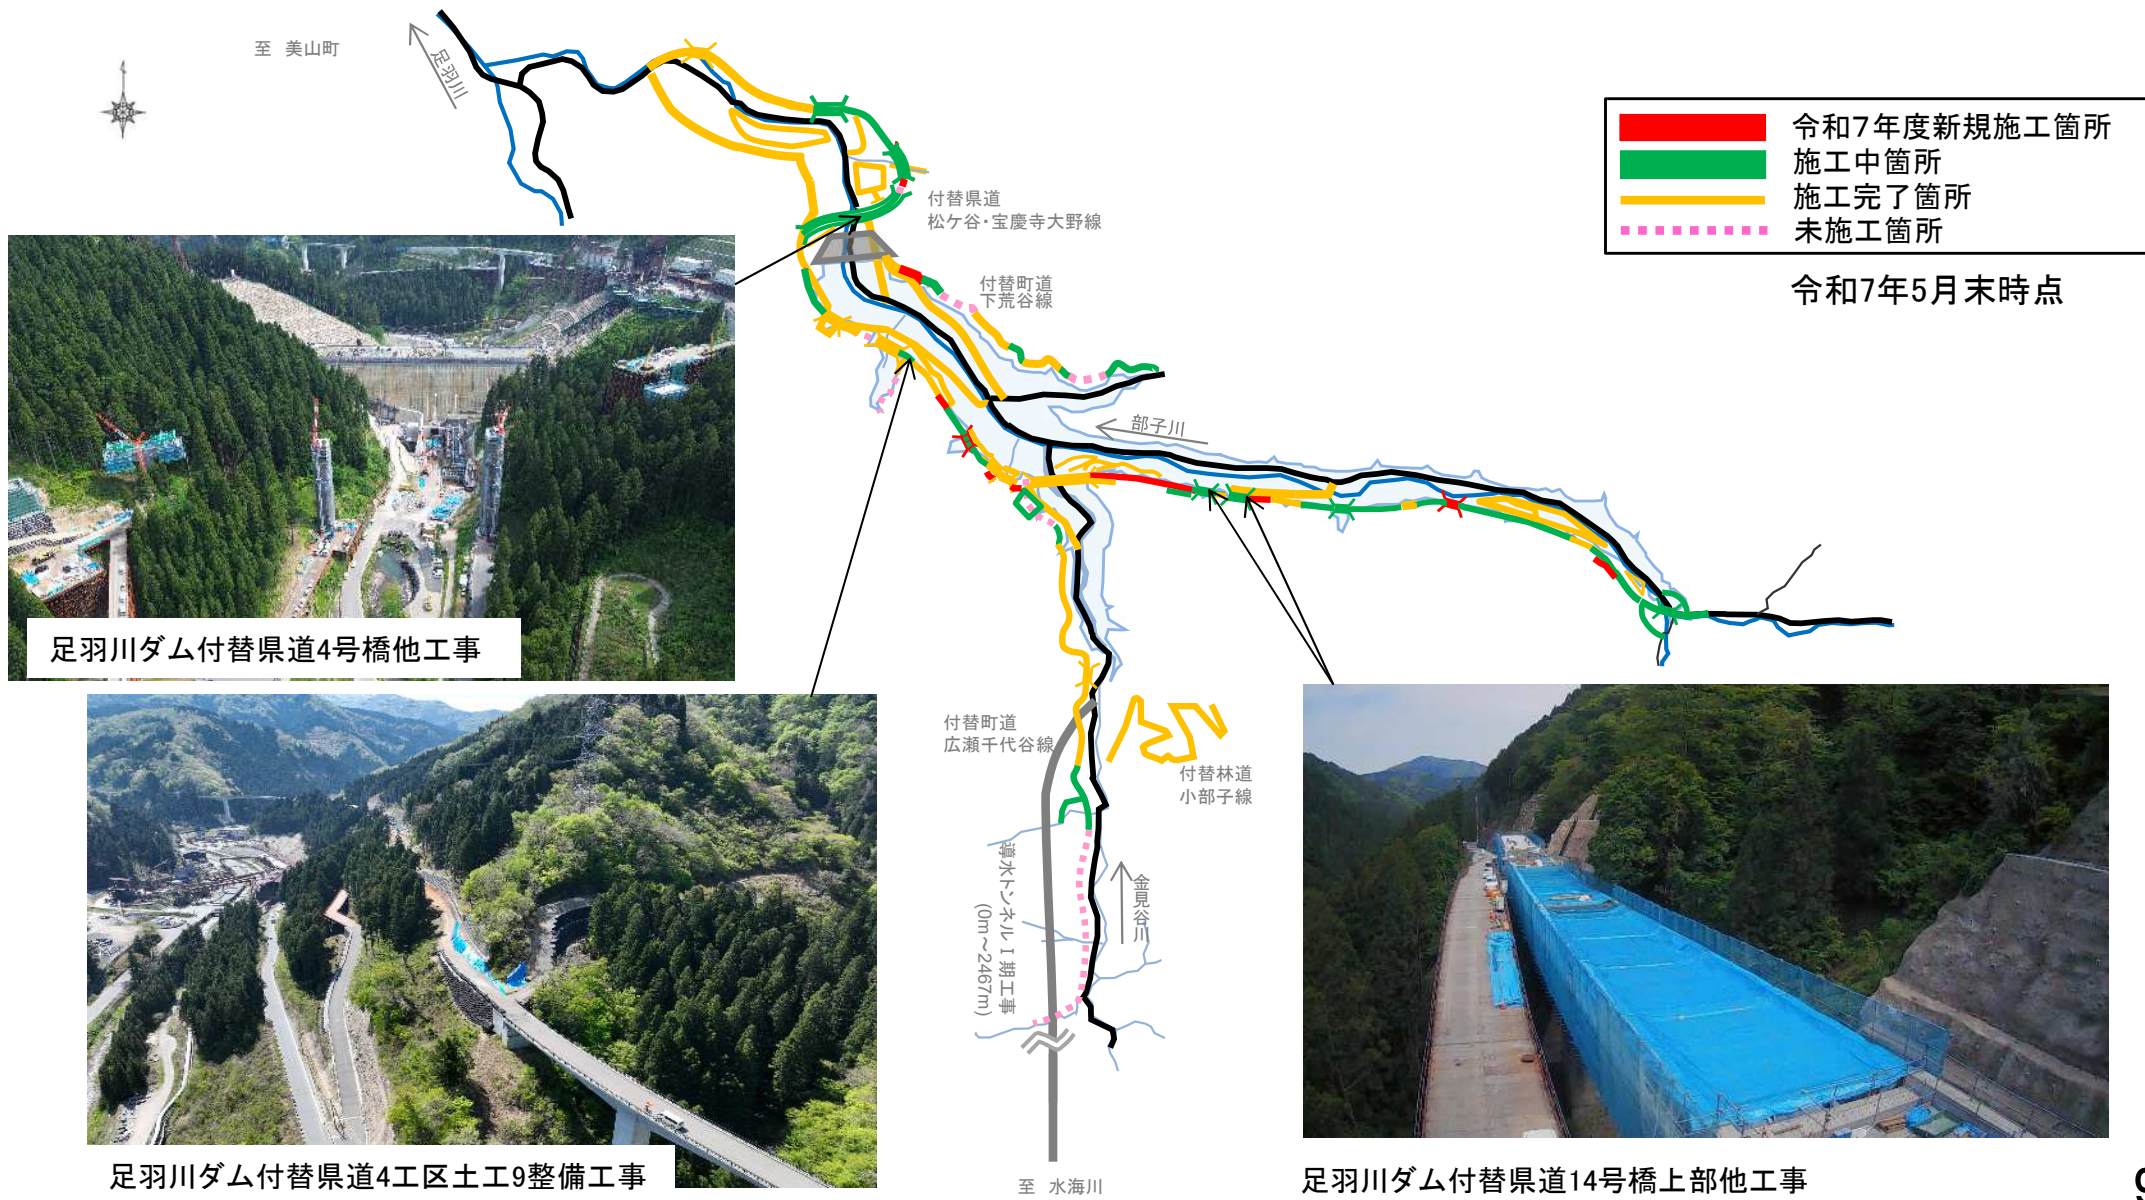 至 美山町
足羽川
令和7年度新規施工箇所
施工中箇所
施工完了箇所
未施工箇所
令和7年5月末時点
付替県道
松ケ谷・宝慶寺大野線
付替町道
下荒谷線
部子川
足羽川ダム付替県道4号橋他工事
付替町道
広瀬千代谷線
付替林道
小部子線
導水トンネルⅠ期工事
(0m～2467m)
金見谷川
足羽川ダム付替県道4工区土工9整備工事
至 水海川
足羽川ダム付替県道14号橋上部他工事